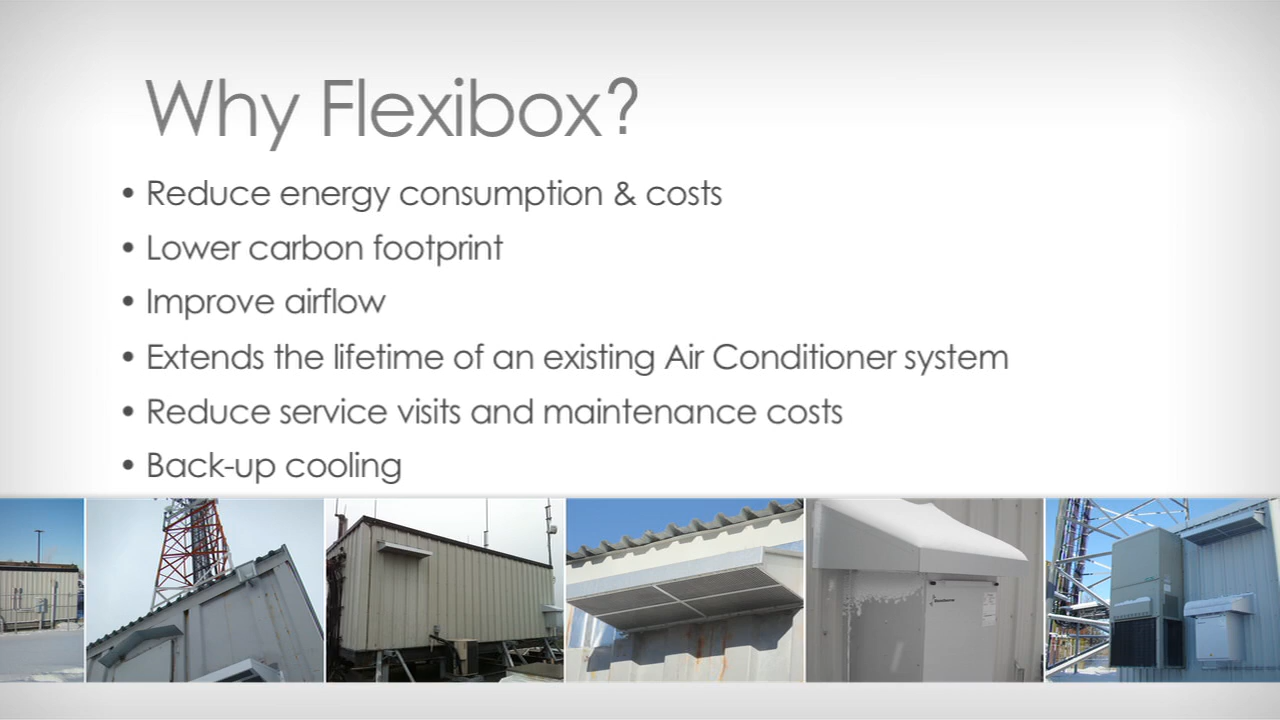 Why Flexibox?
• Reduce energy consumption & costs
• Lower carbon footprint
• Improve airflow
• Extends the lifetime of an existing Air Conditioner system
• Reduce service visits and maintenance costs
• Back-up cooling